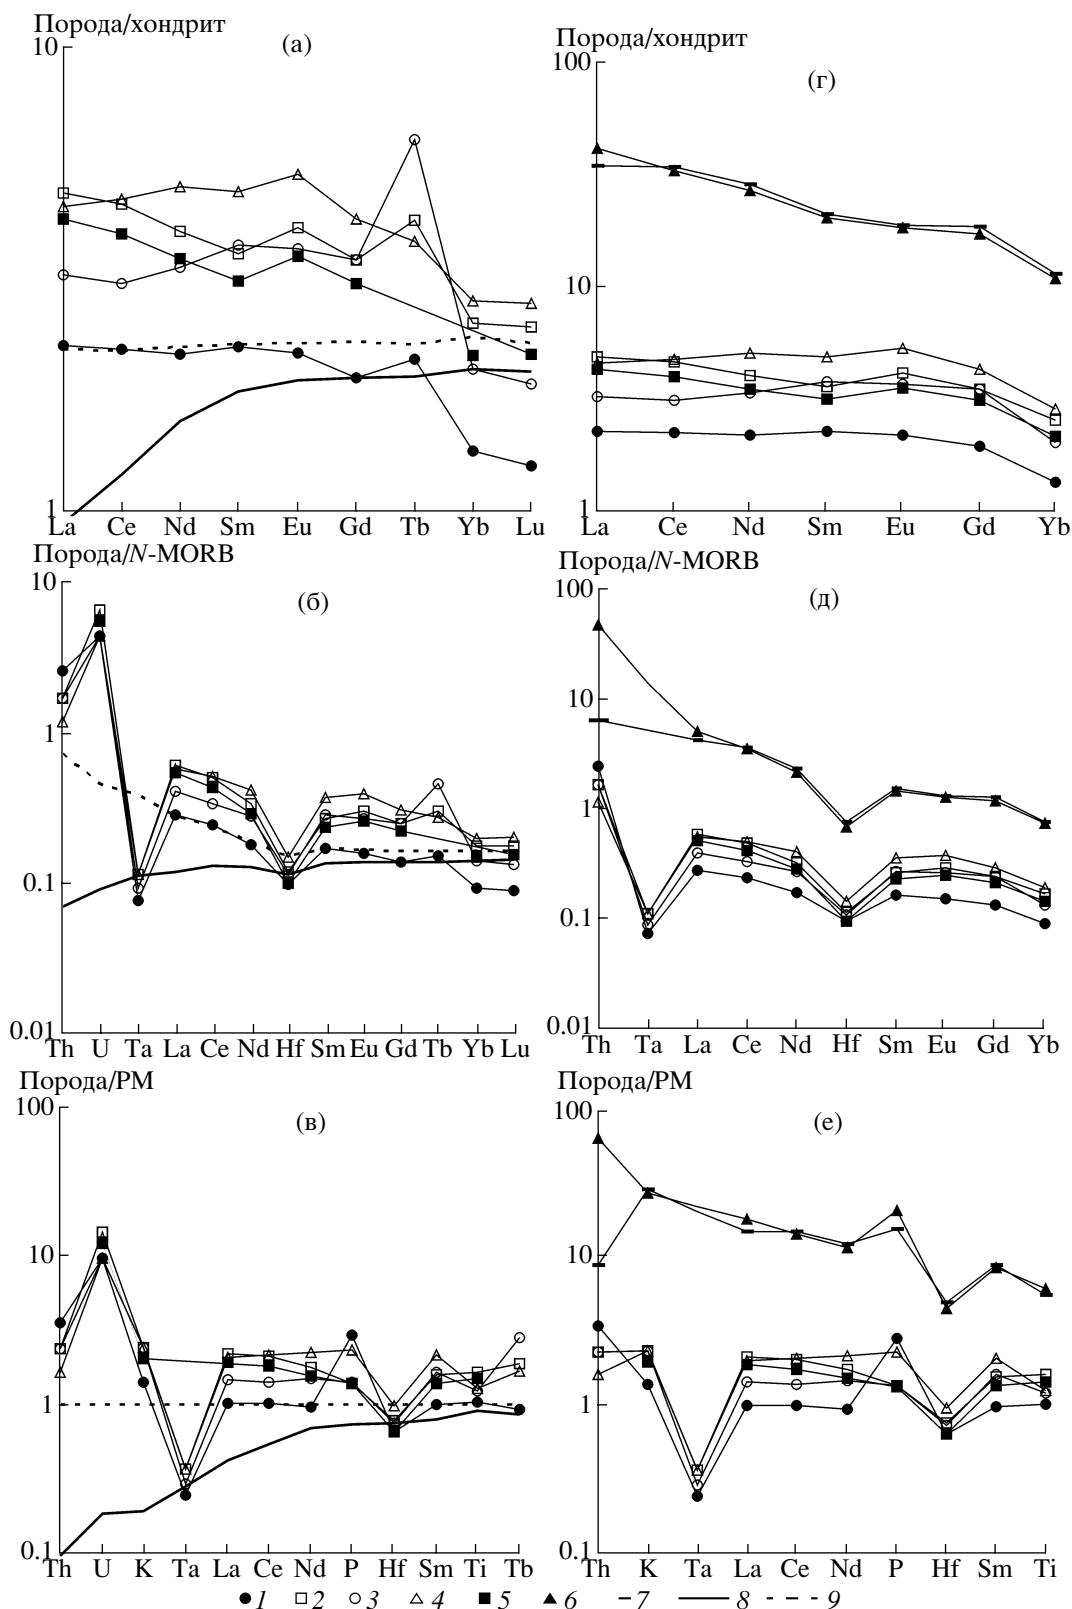 Порода/хондрит
(а)
10
1
La Ce Nd Sm Eu Gd Tb Yb Lu
Порода/хондрит
(г)
100
10
1
La Ce Nd Sm Eu Gd Yb
Порода/N-MORB
(б)
10
1
0.1
0.01
Th U Ta La Ce Nd Hf Sm Eu Gd Tb Yb Lu
Порода/N-MORB
(д)
100
10
1
0.1
0.01
Th Ta La Ce Nd Hf Sm Eu Gd Yb
Порода/PM
(в)
100
10
1
0.1
Th U K Ta La Ce Nd P Hf Sm Ti Tb
Порода/PM
(е)
100
10
1
0.1
Th K Ta La Ce Nd P Hf Sm Ti
1 2 3 4 5 6 7 8 9